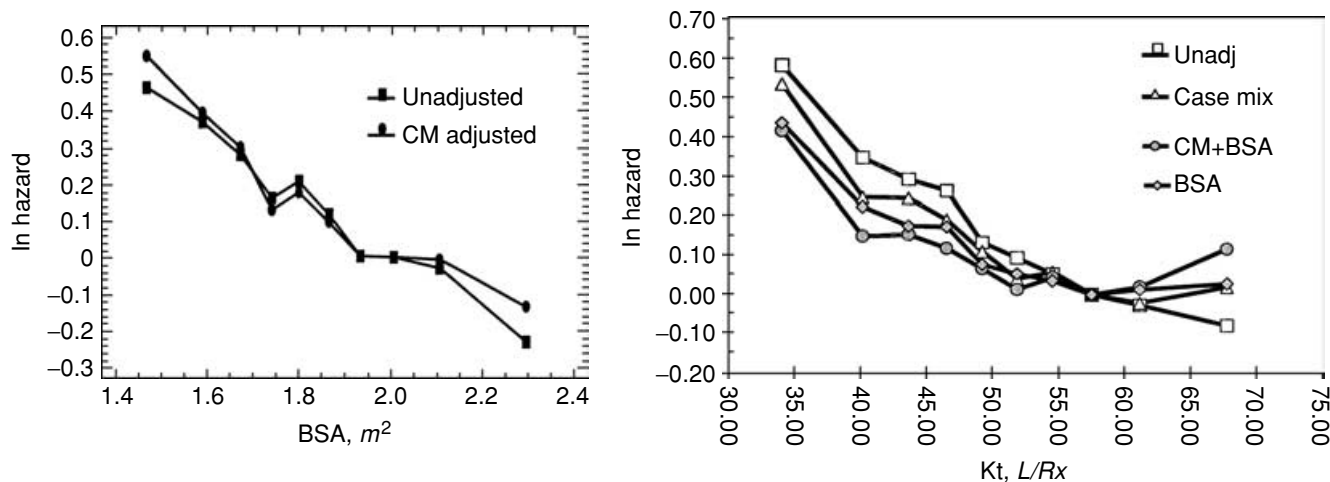 0.6
0.5
0.4
0.3
0.2
0.1
0
−0.1
−0.2
−0.3
ln hazard
Unadjusted
CM adjusted
1.4 1.6 1.8 2.0 2.2 2.4
BSA, m²
0.70
0.60
0.50
0.40
0.30
0.20
0.10
0.00
−0.10
−0.20
ln hazard
Unadj
Case mix
CM+BSA
BSA
30.00 35.00 40.00 45.00 50.00 55.00 60.00 65.00 70.00 75.00
Kt, L/Rx